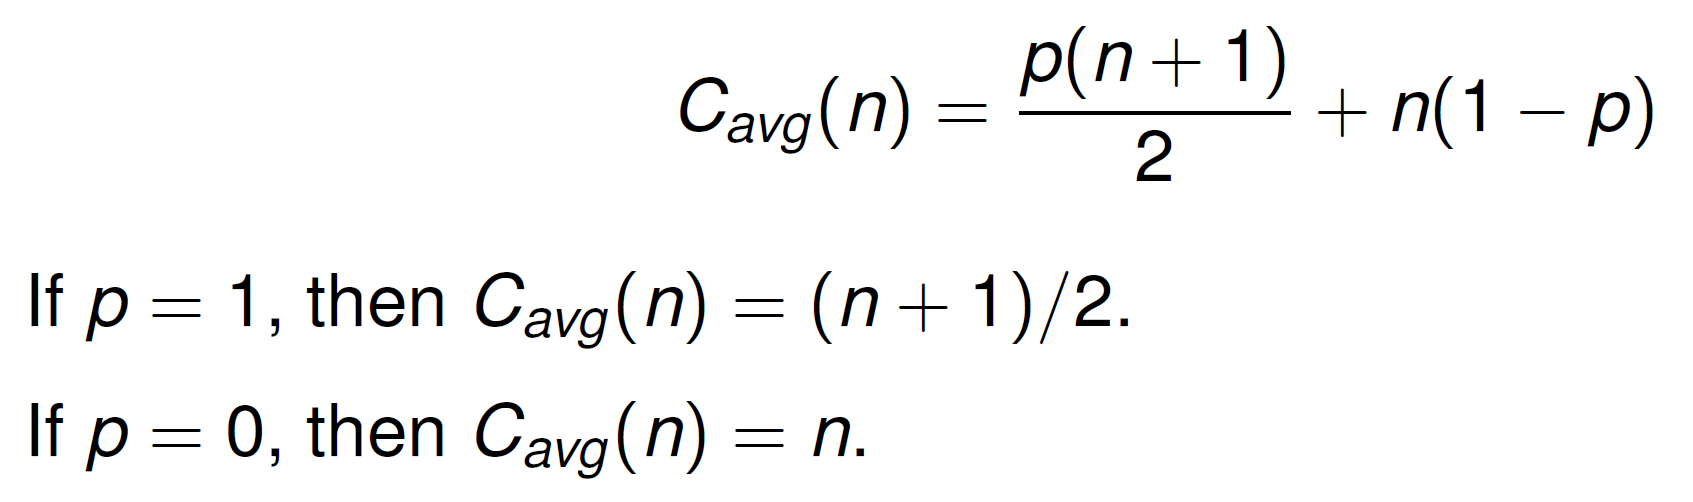 C_avg(n) = p(n + 1)/2 + n(1 − p)
If p = 1, then C_avg(n) = (n + 1)/2.
If p = 0, then C_avg(n) = n.